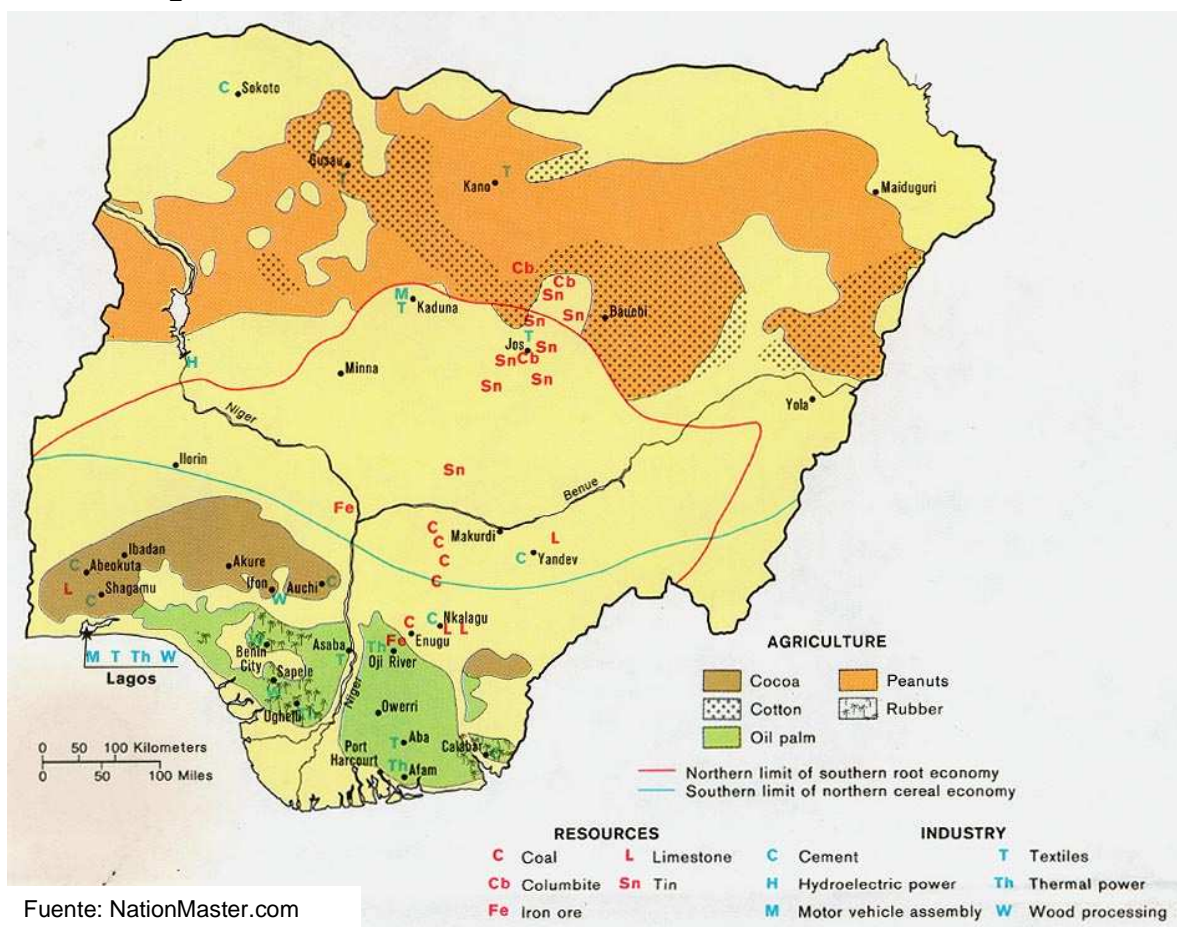 C Sokoto
Gusau
T
Kano
T
Maiduguri
Cb
Cb
Sn
M
T
Kaduna
Sn
Sn
Bauchi
T
Jos
Sn
Sn Cb
Sn
Sn
H
Minna
Niger
Yola
Ilorin
Sn
Benue
Fe
C
C
Makurdi
L
C
C
Yandev
C
Ibadan
C
Abeokuta
Akure
L
Shagamu
C
Ifon
Auchi
C
W
C
Nkalagu
C
L L
Enugu
Fe
W
Benin City
Asaba
T
Th
Oji River
Sapele
W
Ughelli
Niger
Owerri
M T Th W
Lagos
T
Aba
Port Harcourt
Th
Afam
Calabar
0 50 100 Kilometers
0 50 100 Miles
AGRICULTURE
Cocoa
Peanuts
Cotton
Rubber
Oil palm
Northern limit of southern root economy
Southern limit of northern cereal economy
RESOURCES
C Coal
L Limestone
Cb Columbite
Sn Tin
Fe Iron ore
INDUSTRY
C Cement
T Textiles
H Hydroelectric power
Th Thermal power
M Motor vehicle assembly
W Wood processing
Fuente: NationMaster.com